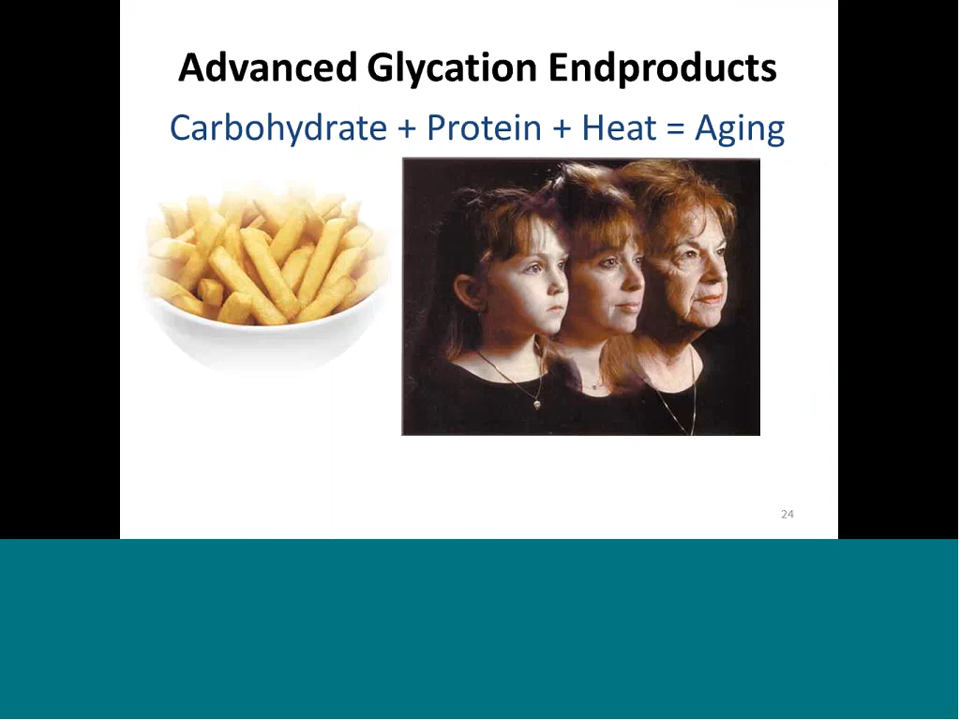 Advanced Glycation Endproducts
Carbohydrate + Protein + Heat = Aging
24